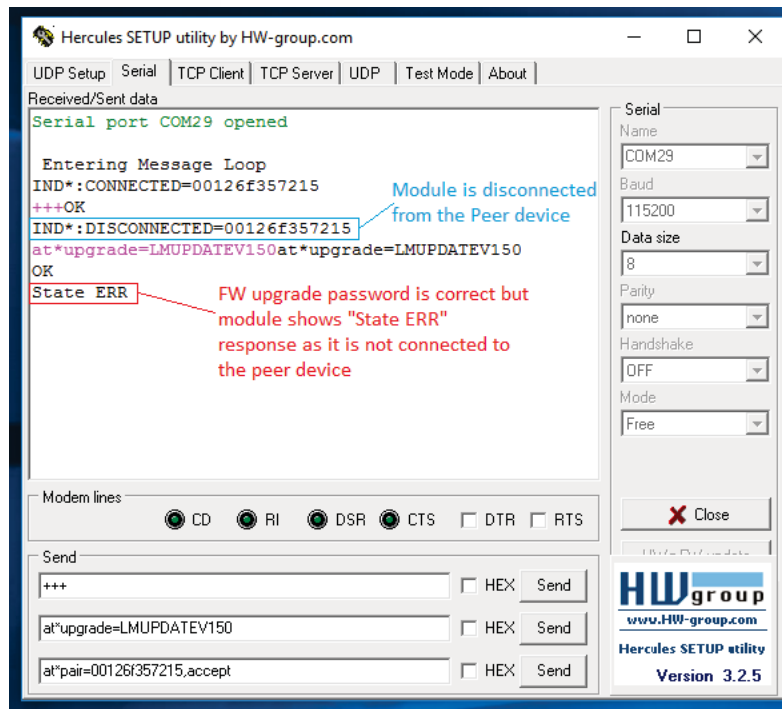 Hercules SETUP utility by HW-group.com
UDP Setup Serial TCP Client TCP Server UDP Test Mode About
Received/Sent data
Serial port COM29 opened
Entering Message Loop
IND*:CONNECTED=00126f357215
+++OK
IND*:DISCONNECTED=00126f357215
at*upgrade=LMUPDATEV150at*upgrade=LMUPDATEV150
OK
State ERR
Module is disconnected
from the Peer device
FW upgrade password is correct but
module shows "State ERR"
response as it is not connected to
the peer device
Serial
Name
COM29
Baud
115200
Data size
8
Parity
none
Handshake
OFF
Mode
Free
Close
Modem lines
CD RI DSR CTS DTR RTS
Send
+++ HEX Send
at*upgrade=LMUPDATEV150 HEX Send
at*pair=00126f357215,accept HEX Send
HWgroup
www.HW-group.com
Hercules SETUP utility
Version 3.2.5